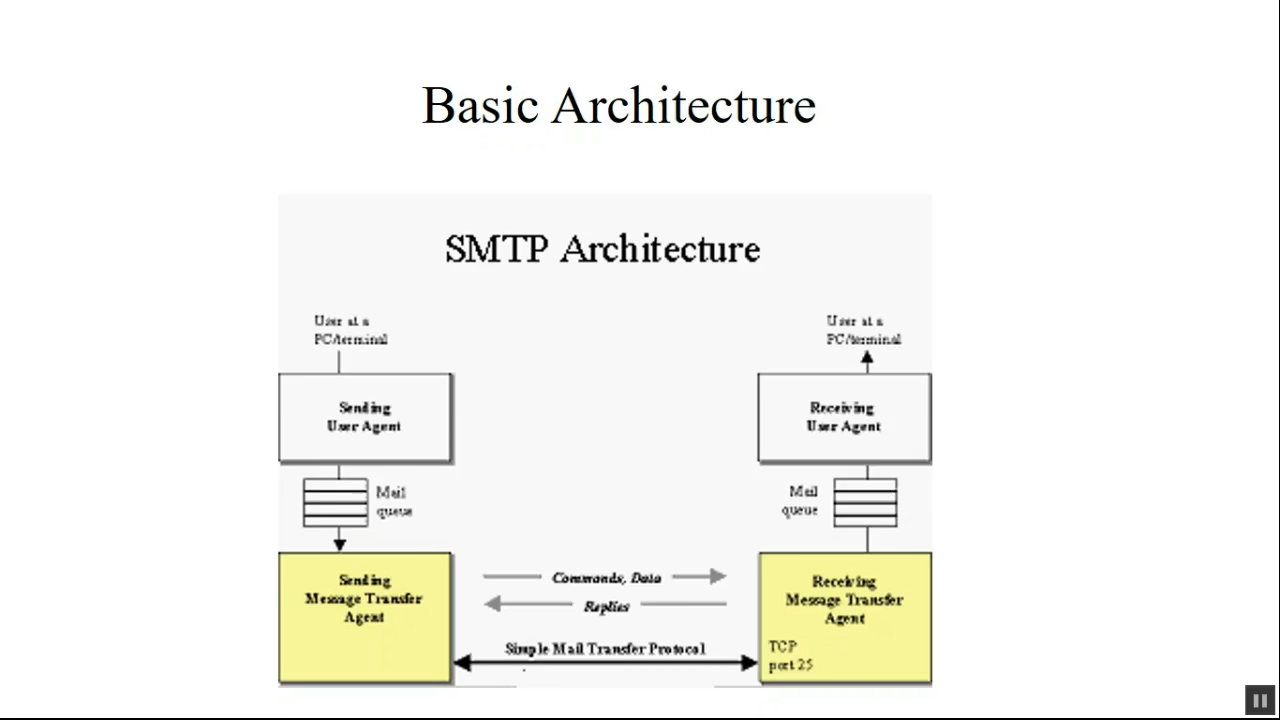 Basic Architecture
SMTP Architecture
User at a
PC/terminal
User at a
PC/terminal
Sending
User Agent
Receiving
User Agent
Mail
queue
Mail
queue
Sending
Message Transfer
Agent
Commands, Data
Replies
Simple Mail Transfer Protocol
Receiving
Message Transfer
Agent
TCP
port 25